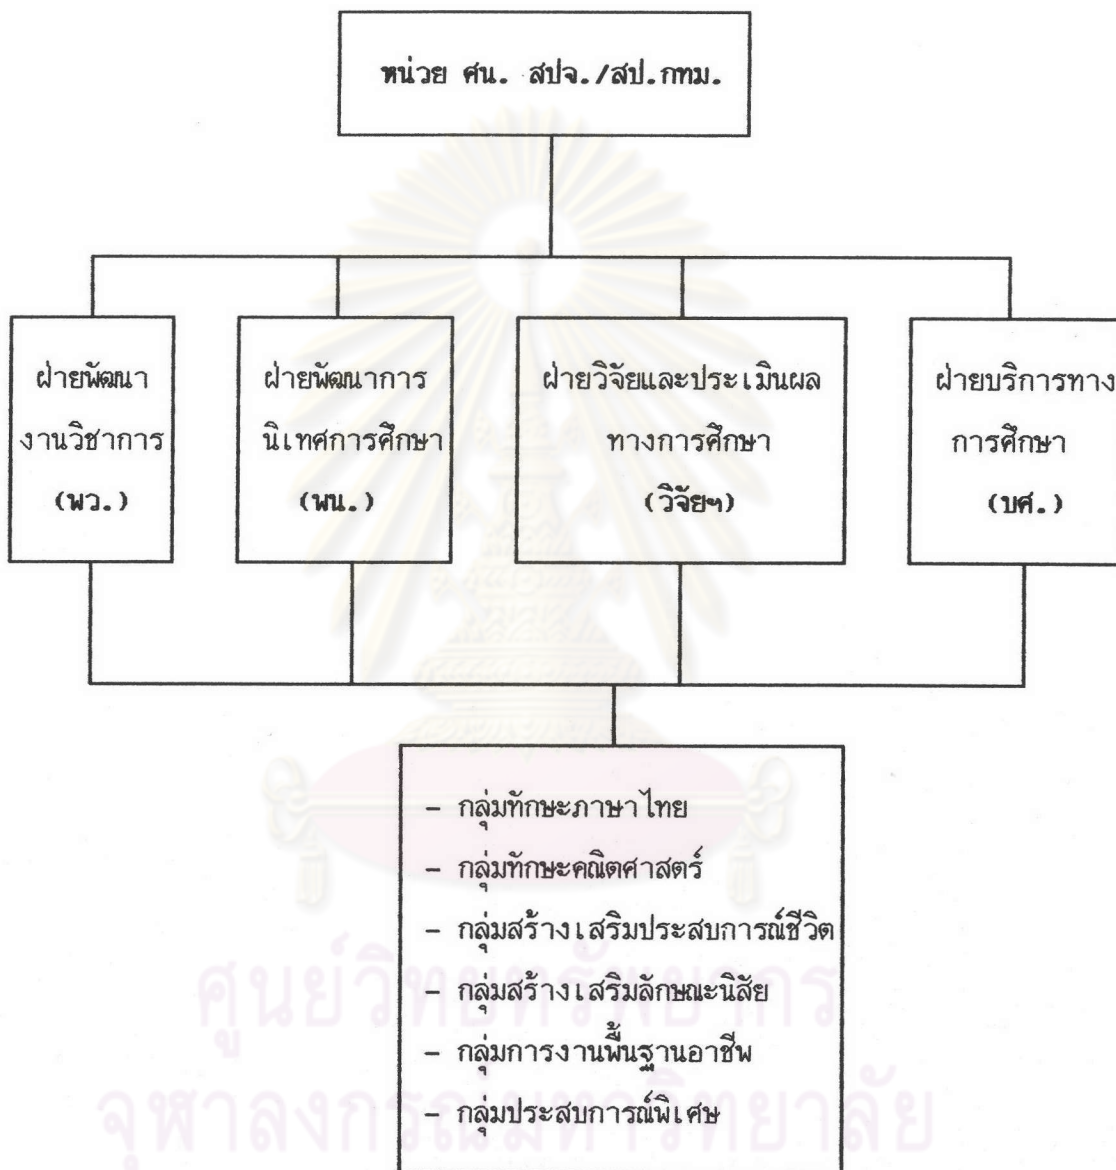 หน่วย ศน. สปจ./สป.กทม.
ฝ่ายพัฒนา
งานวิชาการ
(พว.)
ฝ่ายพัฒนาการ
นิเทศการศึกษา
(พน.)
ฝ่ายวิจัยและประเมินผล
ทางการศึกษา
(วิจัยฯ)
ฝ่ายบริการทาง
การศึกษา
(บศ.)
- กลุ่มทักษะภาษาไทย
- กลุ่มทักษะคณิตศาสตร์
- กลุ่มสร้างเสริมประสบการณ์ชีวิต
- กลุ่มสร้างเสริมลักษณะนิสัย
- กลุ่มการงานพื้นฐานอาชีพ
- กลุ่มประสบการณ์พิเศษ
ศูนย์วิทยทรัพยากร
จุฬาลงกรณ์มหาวิทยาลัย